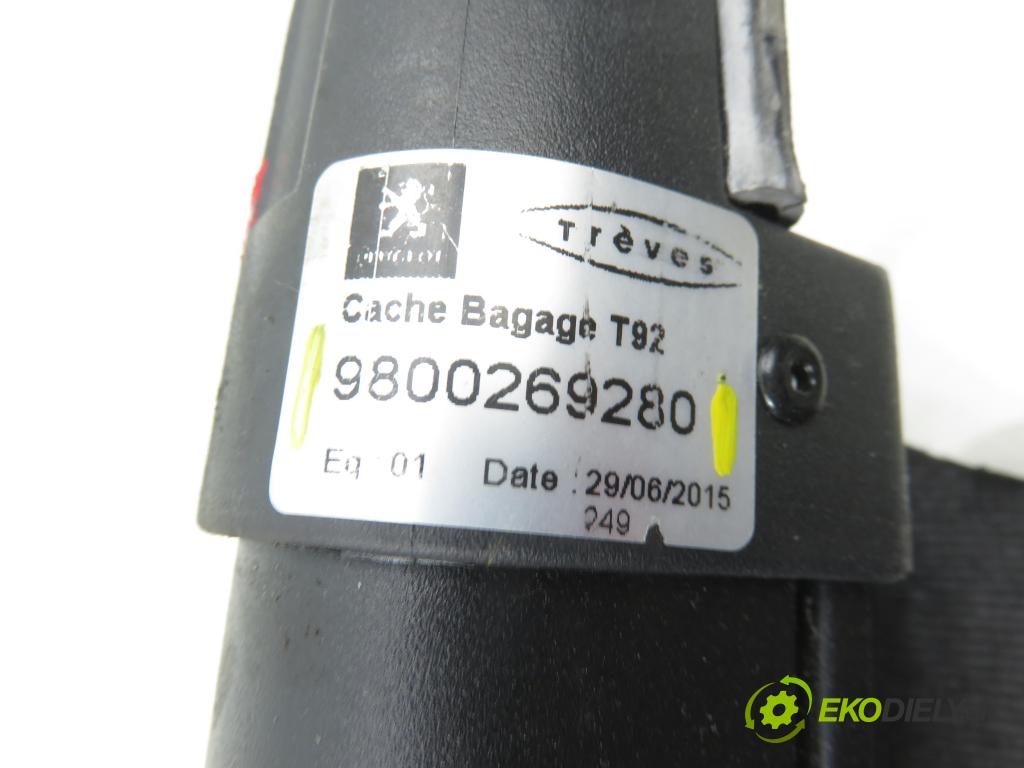 Trèves
Cache Bagage T92
9800269280
Eq : 01 Date : 29/06/2015
249
EKODIELY